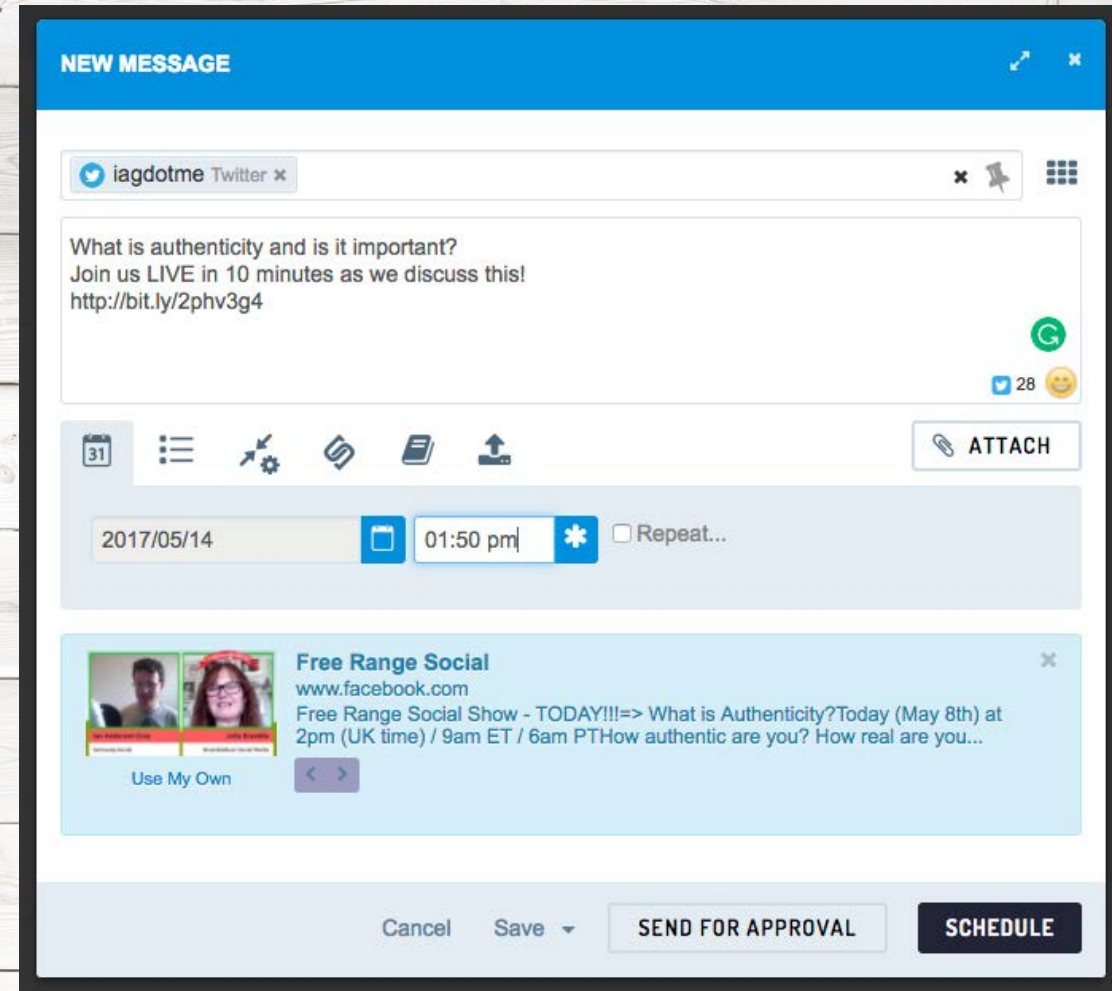 NEW MESSAGE
iagdotme Twitter
What is authenticity and is it important?
Join us LIVE in 10 minutes as we discuss this!
http://bit.ly/2phv3g4
28
31
ATTACH
2017/05/14
01:50 pm
Repeat...
Free Range Social
www.facebook.com
Free Range Social Show - TODAY!!!=> What is Authenticity?Today (May 8th) at
2pm (UK time) / 9am ET / 6am PTHow authentic are you? How real are you...
Use My Own
Cancel Save SEND FOR APPROVAL SCHEDULE